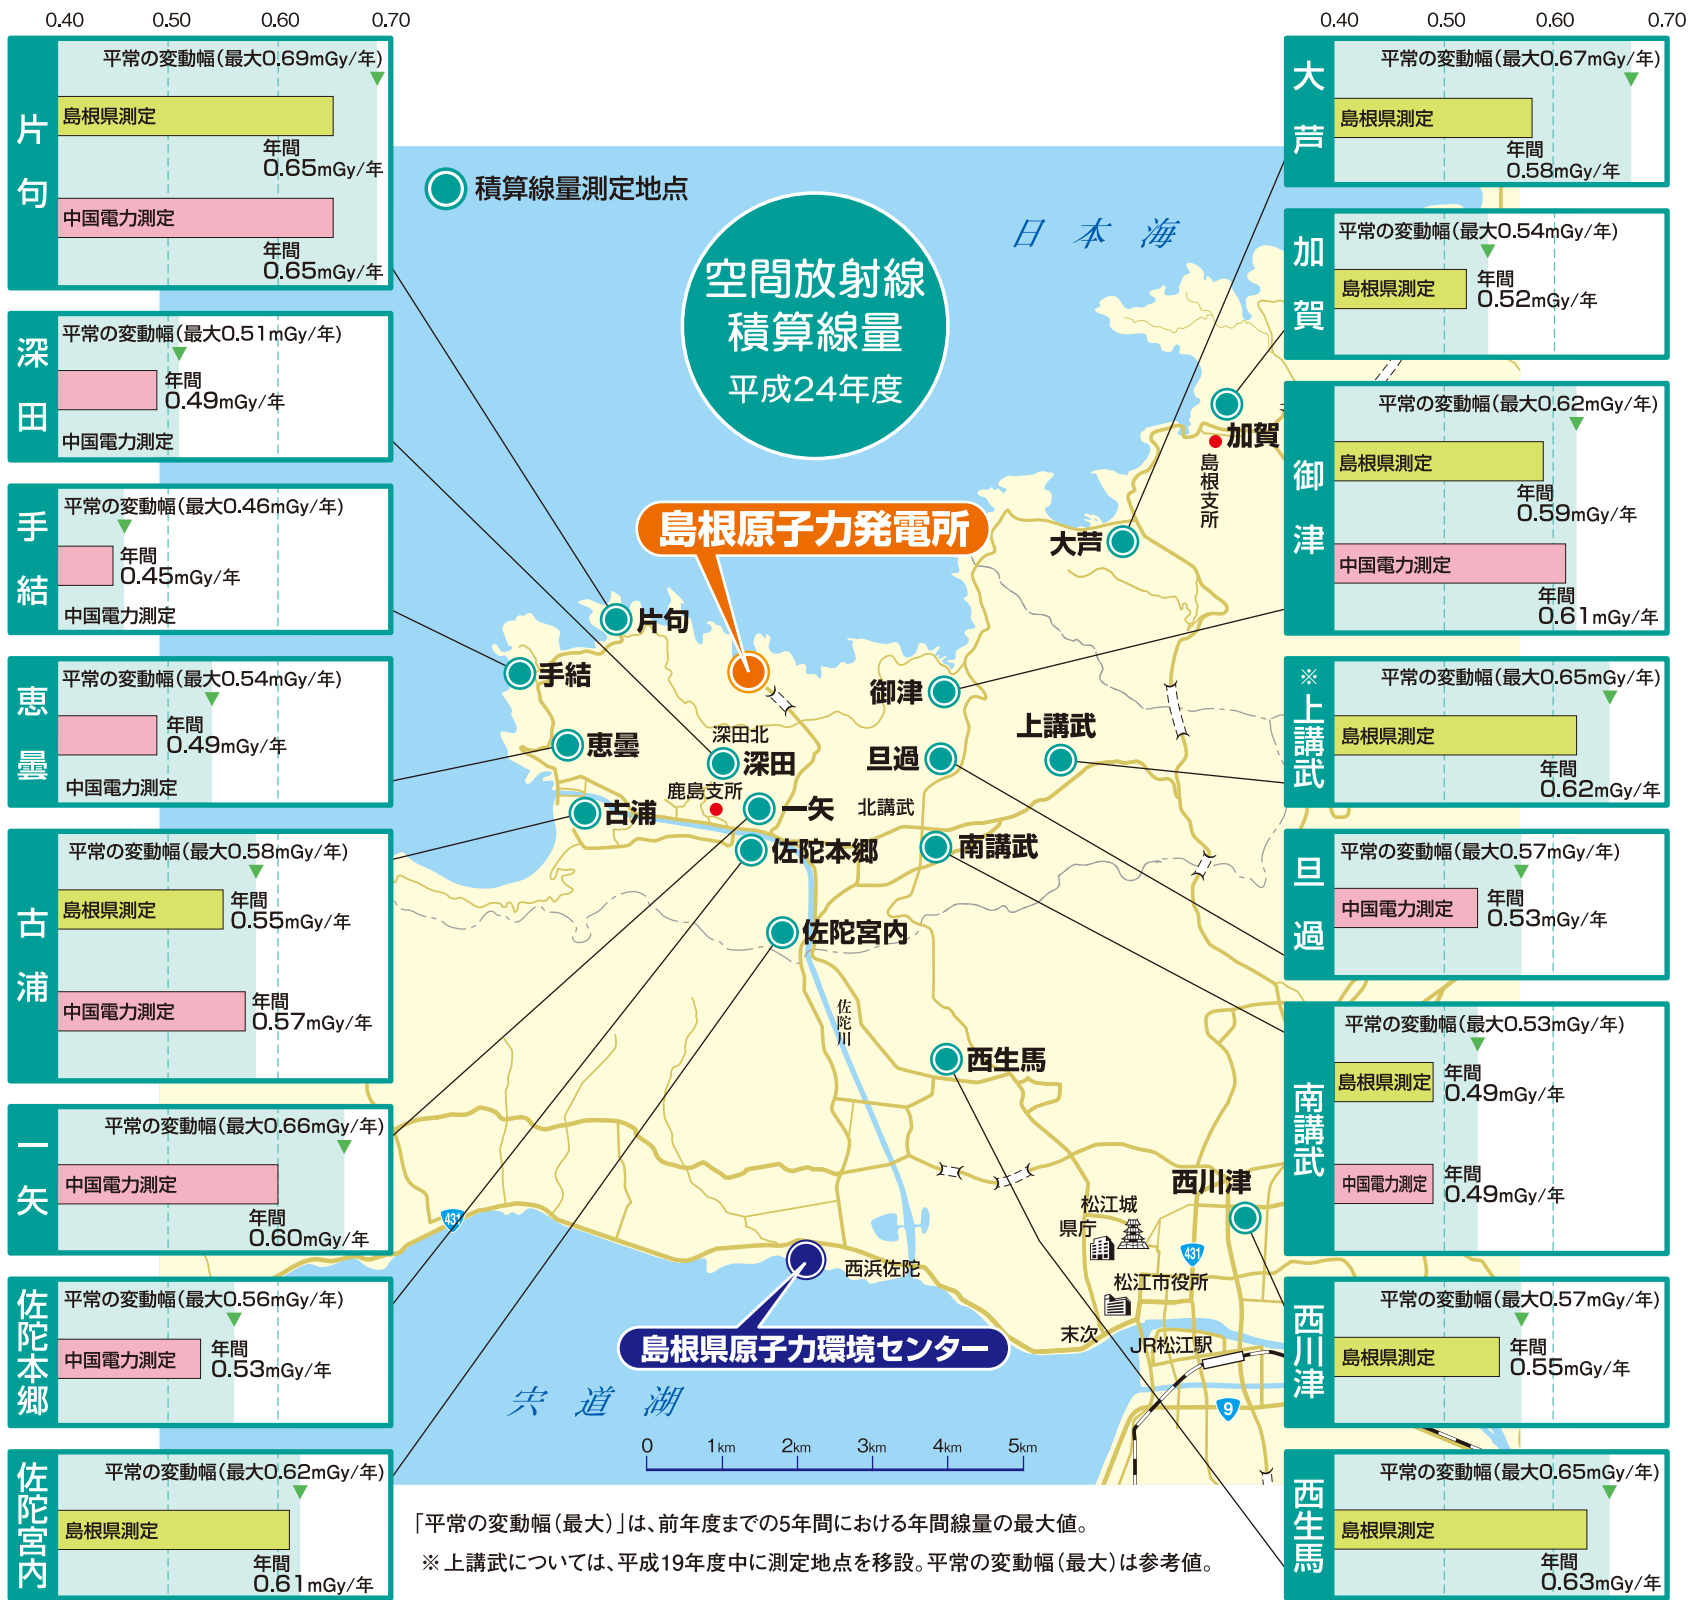 0.40 0.50 0.60 0.70
片句
平常の変動幅(最大0.69mGy/年)
島根県測定
年間
0.65mGy/年
中国電力測定
年間
0.65mGy/年
深田
平常の変動幅(最大0.51mGy/年)
年間
0.49mGy/年
中国電力測定
手結
平常の変動幅(最大0.46mGy/年)
年間
0.45mGy/年
中国電力測定
恵曇
平常の変動幅(最大0.54mGy/年)
年間
0.49mGy/年
中国電力測定
古浦
平常の変動幅(最大0.58mGy/年)
島根県測定
年間
0.55mGy/年
中国電力測定
年間
0.57mGy/年
一矢
平常の変動幅(最大0.66mGy/年)
中国電力測定
年間
0.60mGy/年
佐陀本郷
平常の変動幅(最大0.56mGy/年)
中国電力測定
年間
0.53mGy/年
佐陀宮内
平常の変動幅(最大0.62mGy/年)
島根県測定
年間
0.61mGy/年
積算線量測定地点
空間放射線
積算線量
平成24年度
日本海
加賀
島根支所
島根原子力発電所
大芦
片句
手結
御津
上講武
深田北
恵曇
深田
旦過
鹿島支所
古浦
一矢
北講武
佐陀本郷
南講武
佐陀宮内
佐陀川
西生馬
西川津
松江城
県庁
431
431
西浜佐陀
松江市役所
末次
JR松江駅
島根県原子力環境センター
宍道湖
9
0 1km 2km 3km 4km 5km
「平常の変動幅(最大)」は、前年度までの5年間における年間線量の最大値。
※上講武については、平成19年度中に測定地点を移設。平常の変動幅(最大)は参考値。
0.40 0.50 0.60 0.70
大芦
平常の変動幅(最大0.67mGy/年)
島根県測定
年間
0.58mGy/年
加賀
平常の変動幅(最大0.54mGy/年)
島根県測定
年間
0.52mGy/年
御津
平常の変動幅(最大0.62mGy/年)
島根県測定
年間
0.59mGy/年
中国電力測定
年間
0.61mGy/年
※上講武
平常の変動幅(最大0.65mGy/年)
島根県測定
年間
0.62mGy/年
旦過
平常の変動幅(最大0.57mGy/年)
中国電力測定
年間
0.53mGy/年
南講武
平常の変動幅(最大0.53mGy/年)
島根県測定
年間
0.49mGy/年
中国電力測定
年間
0.49mGy/年
西川津
平常の変動幅(最大0.57mGy/年)
島根県測定
年間
0.55mGy/年
西生馬
平常の変動幅(最大0.65mGy/年)
島根県測定
年間
0.63mGy/年